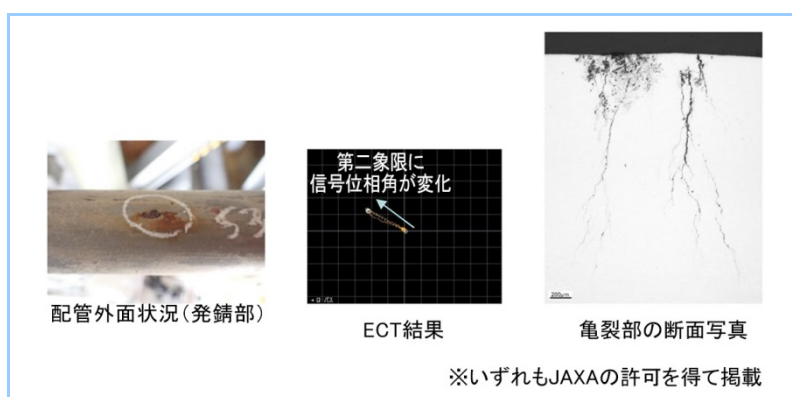 第二象限に
信号位相角が変化
配管外面状況(発錆部)
ECT結果
200μm
亀裂部の断面写真
※いずれもJAXAの許可を得て掲載